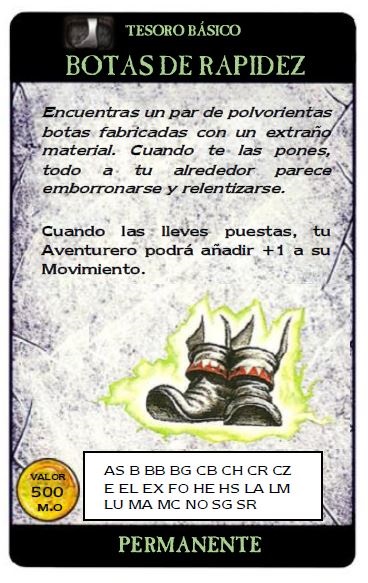 TESORO BÁSICO
BOTAS DE RAPIDEZ
Encuentras un par de polvorientas
botas fabricadas con un extraño
material. Cuando te las pones,
todo a tu alrededor parece
emborronarse y relentizarse.
Cuando las lleves puestas, tu
Aventurero podrá añadir +1 a su
Movimiento.
VALOR
500
M.O
AS B BB BG CB CH CR CZ
E EL EX FO HE HS LA LM
LU MA MC NO SG SR
PERMANENTE